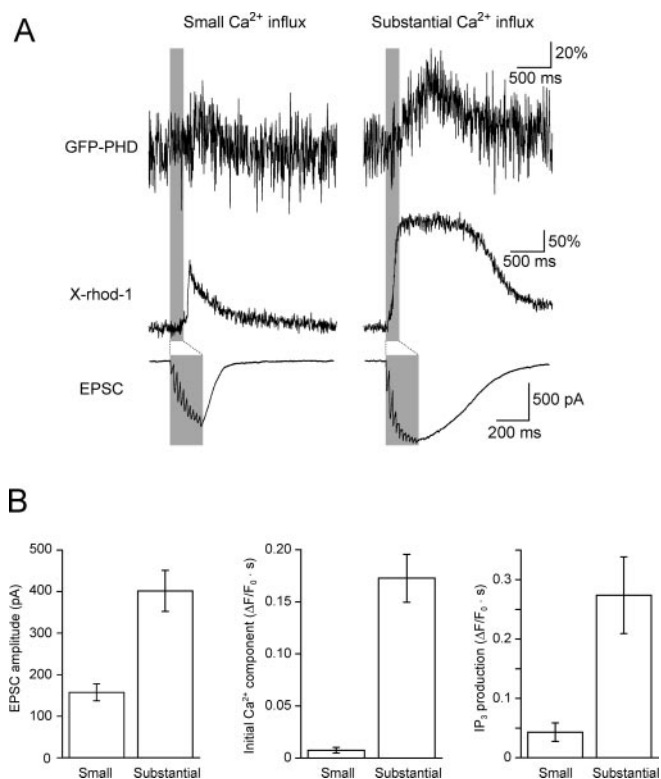 A
Small Ca²⁺ influx
Substantial Ca²⁺ influx
20%
500 ms
GFP-PHD
50%
500 ms
X-rhod-1
EPSC
500 pA
200 ms
B
EPSC amplitude (pA)
500
400
300
200
100
0
Small
Substantial
Initial Ca²⁺ component (ΔF/F₀ · s)
0.20
0.15
0.10
0.05
0
Small
Substantial
IP₃ production (ΔF/F₀ · s)
0.3
0.2
0.1
0
Small
Substantial